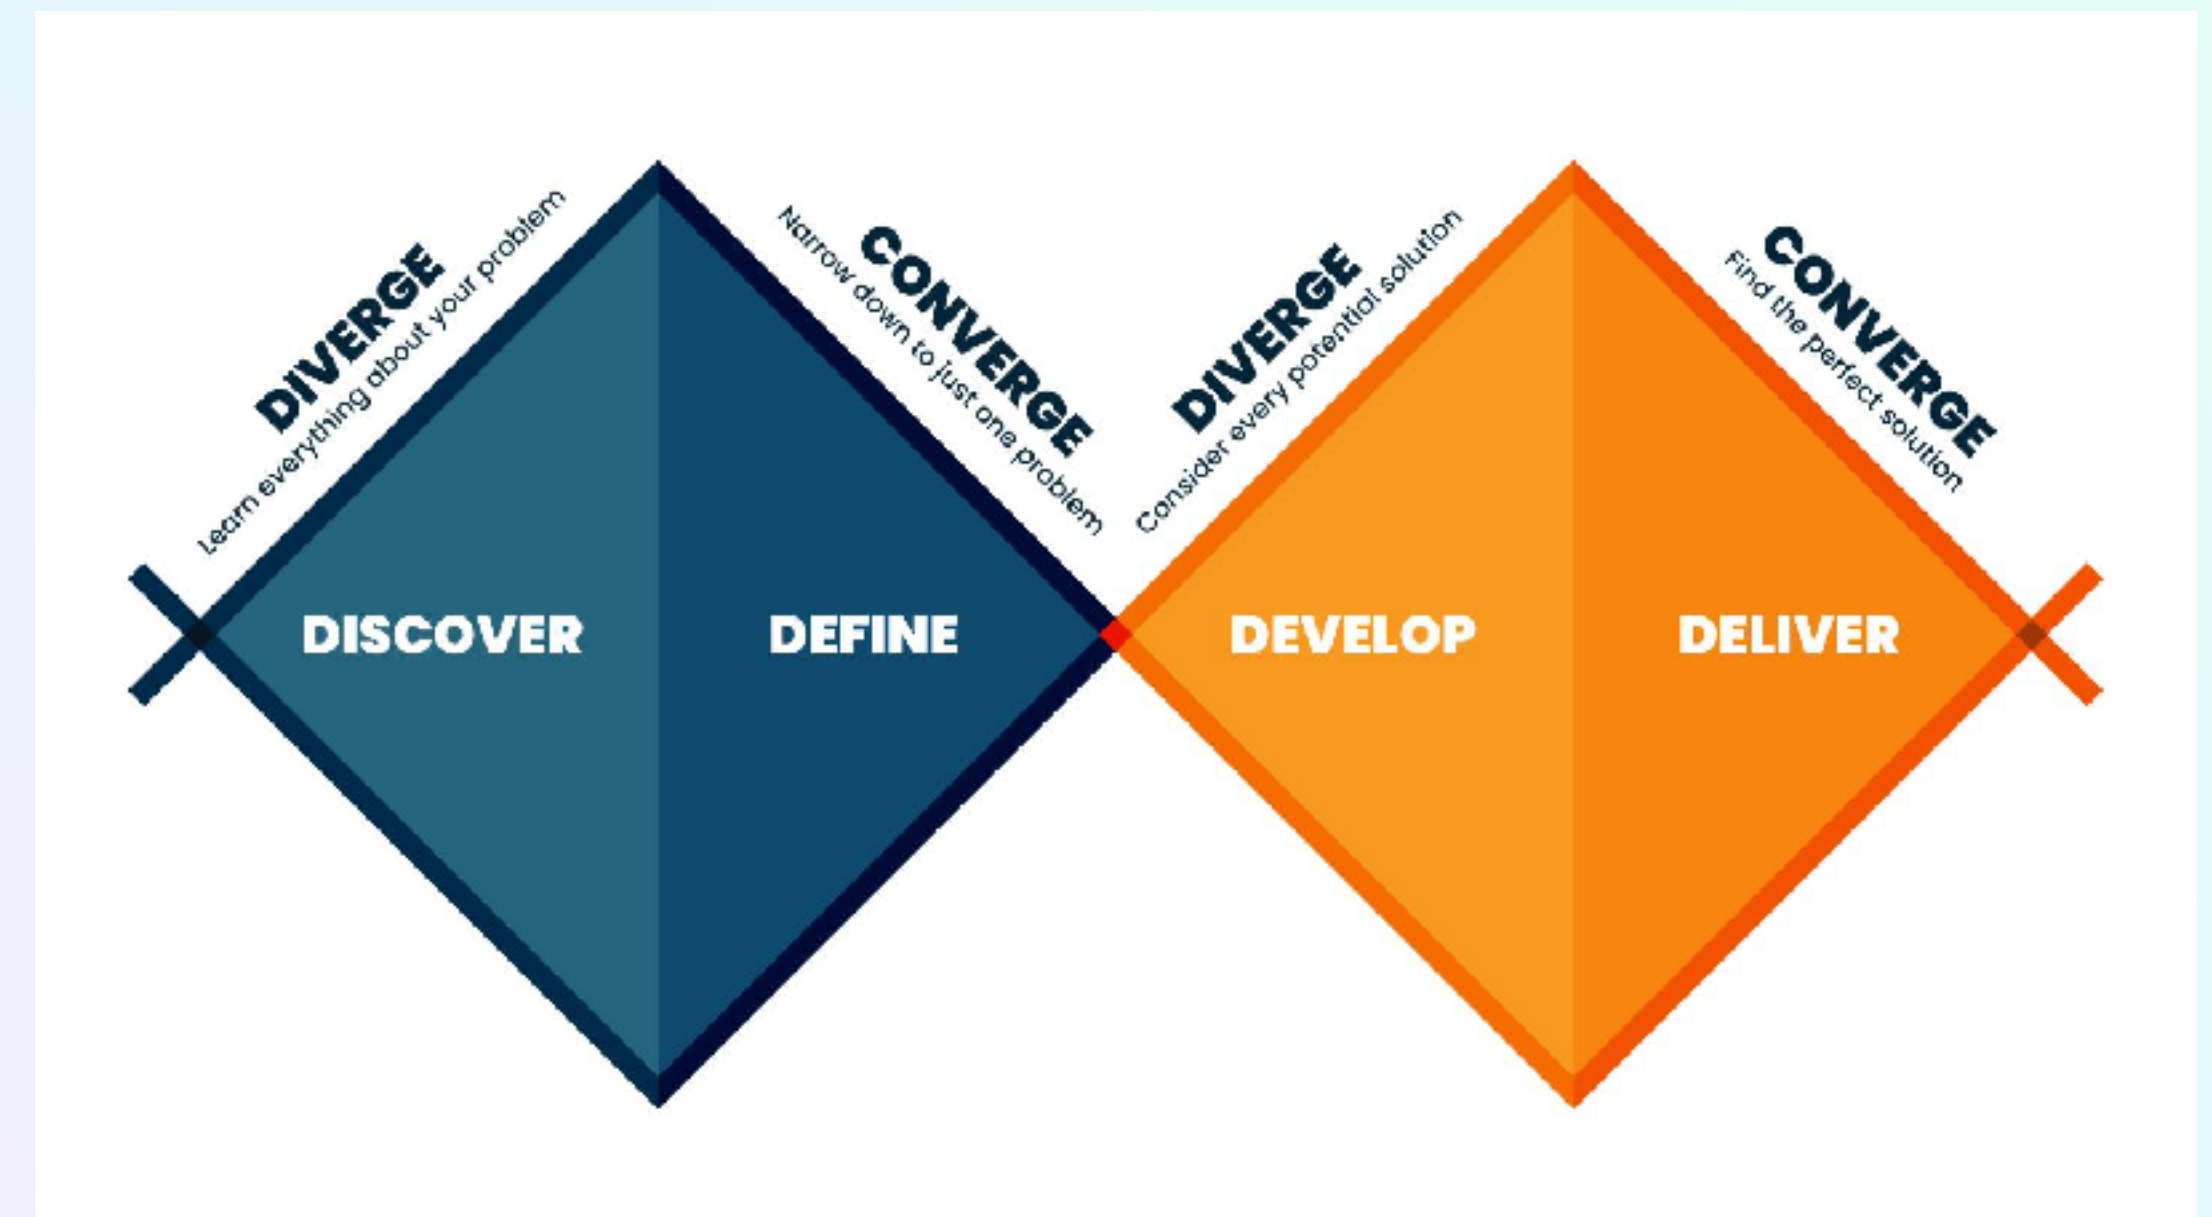 DIVERGE
Learn everything about your problem
CONVERGE
Narrow down to just one problem
DIVERGE
Consider every potential solution
CONVERGE
Find the perfect solution
DISCOVER
DEFINE
DEVELOP
DELIVER